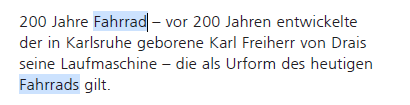 200 Jahre Fahrrad – vor 200 Jahren entwickelte
der in Karlsruhe geborene Karl Freiherr von Drais
seine Laufmaschine – die als Urform des heutigen
Fahrrads gilt.